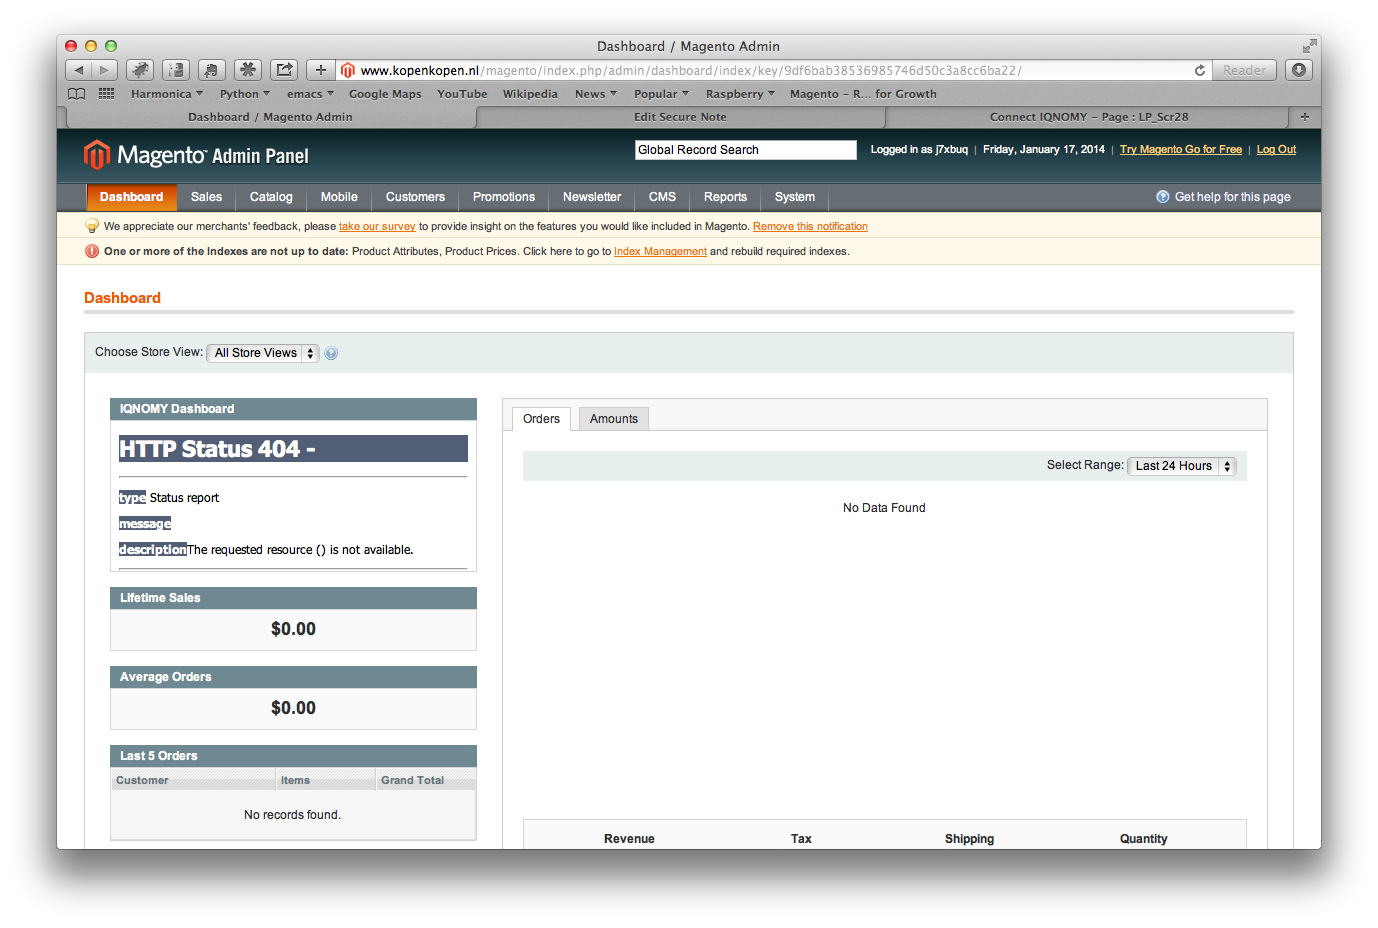 Dashboard / Magento Admin
www.kopenkopen.nl/magento/index.php/admin/dashboard/index/key/9df6bab38536985746d50c3a8cc6ba22/ Reader
Harmonica Python emacs Google Maps YouTube Wikipedia News Popular Raspberry Magento - R... for Growth
Dashboard / Magento Admin Edit Secure Note Connect IQNOMY - Page : LP_Scr28
Magento™ Admin Panel Global Record Search Logged in as j7xbuq | Friday, January 17, 2014 | Try Magento Go for Free | Log Out
Dashboard Sales Catalog Mobile Customers Promotions Newsletter CMS Reports System Get help for this page
We appreciate our merchants' feedback, please take our survey to provide insight on the features you would like included in Magento. Remove this notification
One or more of the Indexes are not up to date: Product Attributes, Product Prices. Click here to go to Index Management and rebuild required indexes.
Dashboard
Choose Store View: All Store Views
IQNOMY Dashboard
HTTP Status 404 -
type Status report
message
descriptionThe requested resource () is not available.
Lifetime Sales
$0.00
Average Orders
$0.00
Last 5 Orders
Customer Items Grand Total
No records found.
Orders Amounts
Select Range: Last 24 Hours
No Data Found
Revenue Tax Shipping Quantity